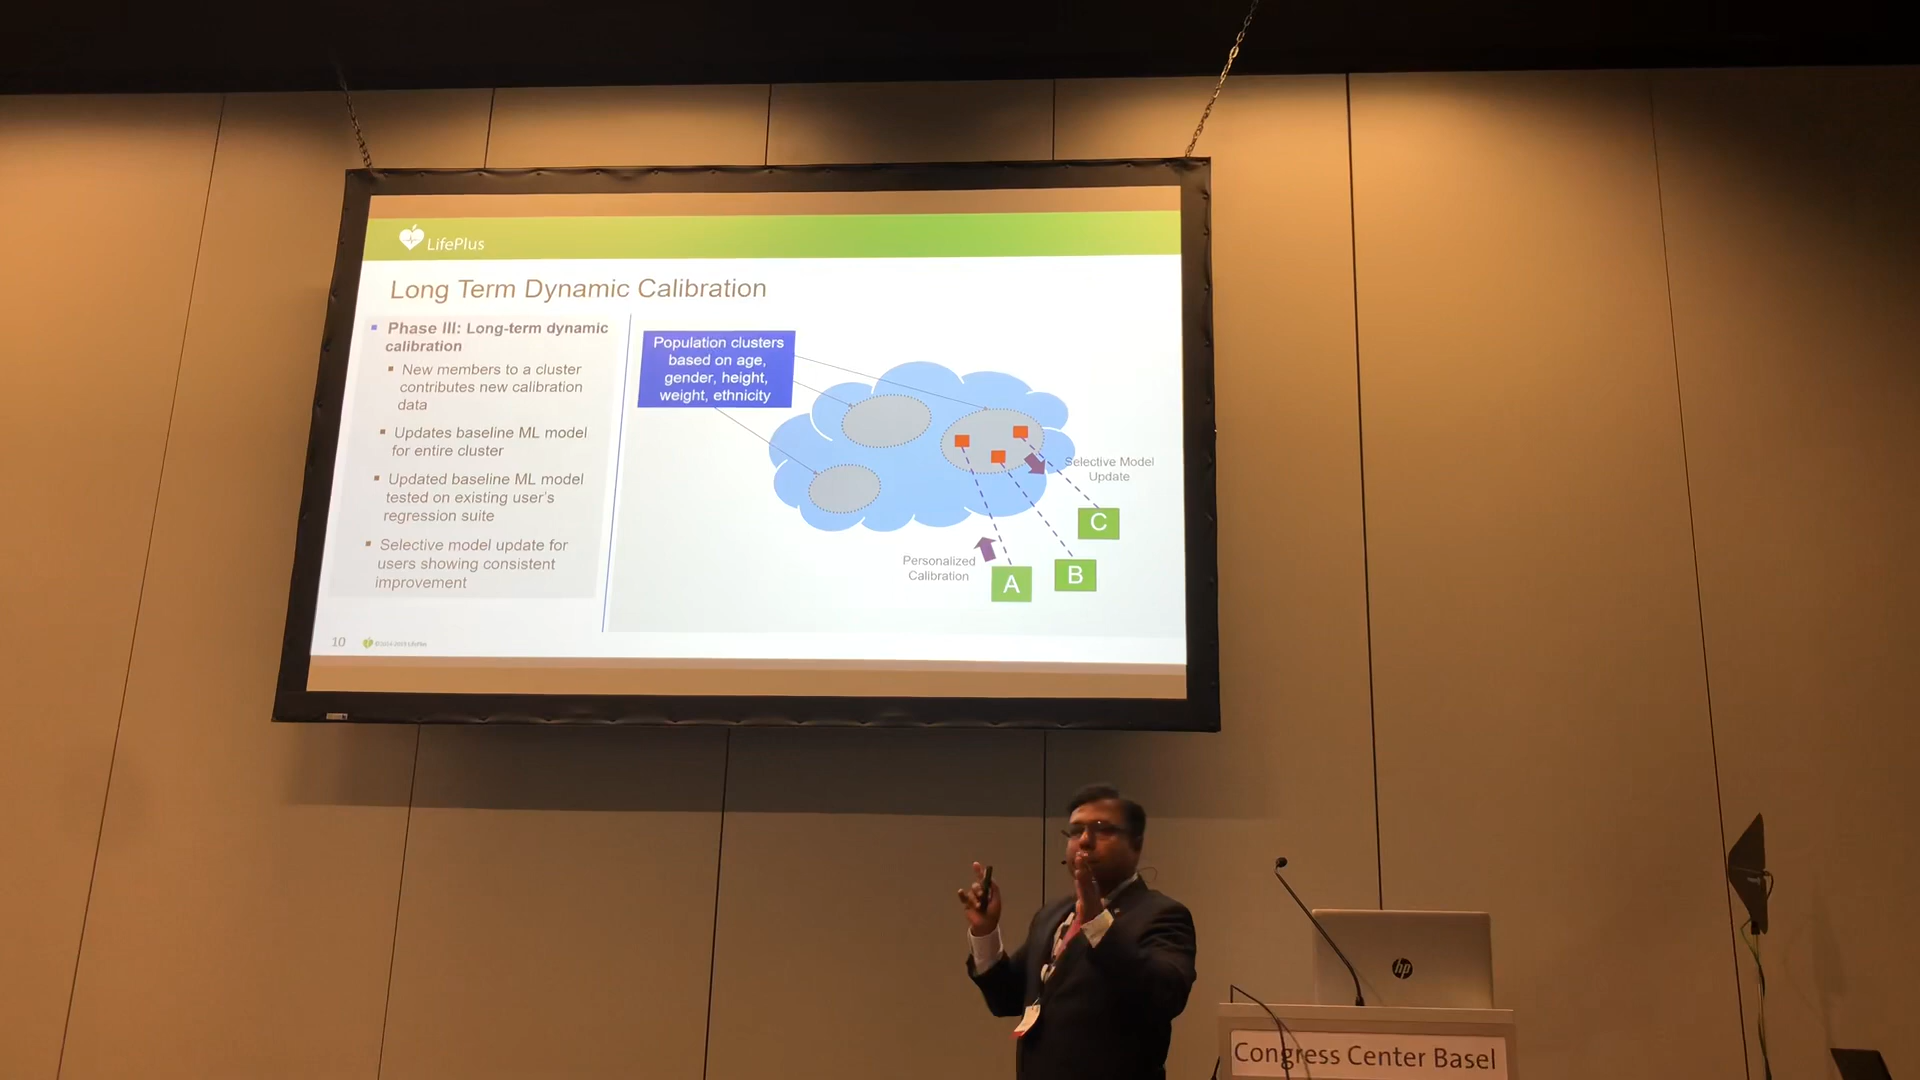 LifePlus
Long Term Dynamic Calibration
Phase III: Long-term dynamic
calibration
New members to a cluster
contributes new calibration
data
Updates baseline ML model
for entire cluster
Updated baseline ML model
tested on existing user's
regression suite
Selective model update for
users showing consistent
improvement
Population clusters
based on age,
gender, height,
weight, ethnicity
Selective Model
Update
C
B
A
Personalized
Calibration
10
hp
Congress Center Basel